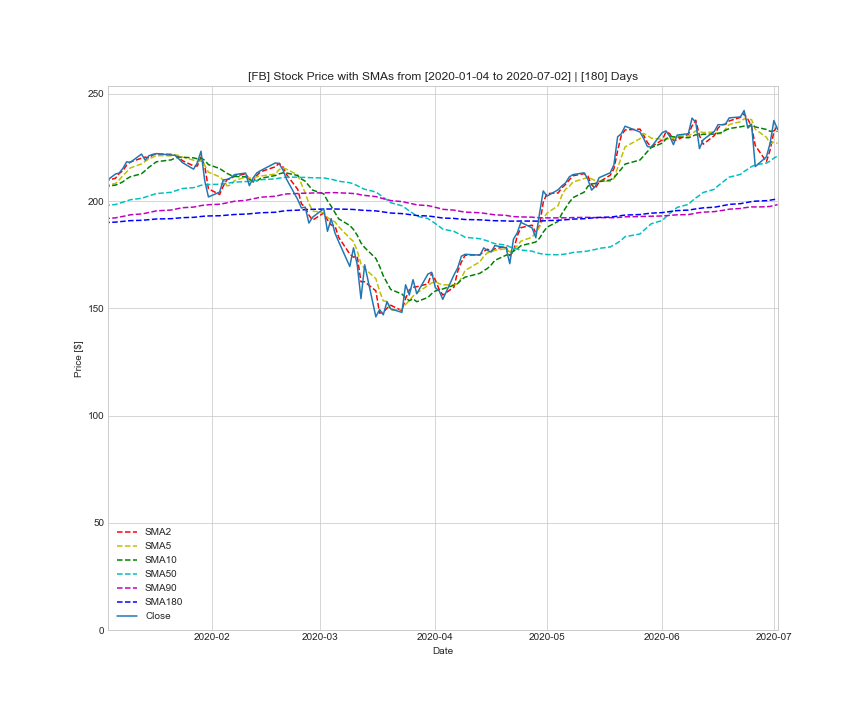 [FB] Stock Price with SMAs from [2020-01-04 to 2020-07-02] | [180] Days
250
200
150
100
50
0
Price [$]
SMA2
SMA5
SMA10
SMA50
SMA90
SMA180
Close
2020-02 2020-03 2020-04 2020-05 2020-06 2020-07
Date